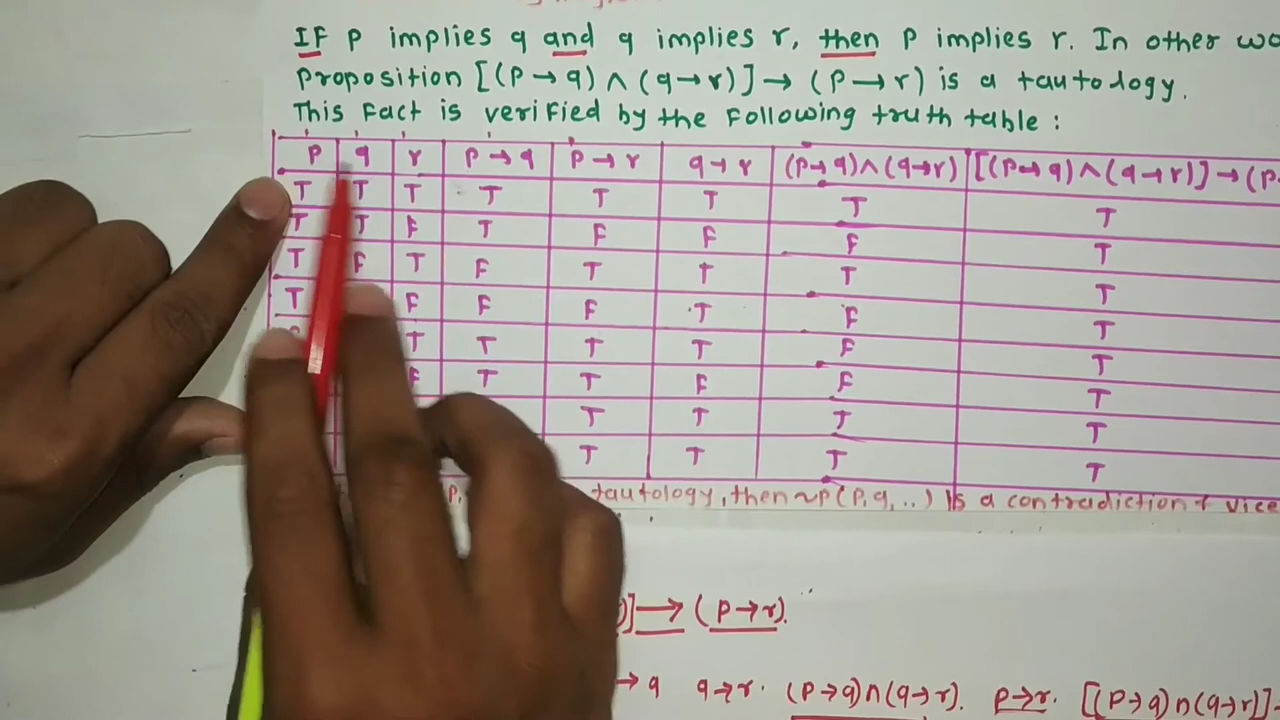 IF p implies q and q implies r, then p implies r. In other wo
proposition [(p → q) ∧ (q → r)] → (p → r) is a tautology.
This Fact is verified by the following truth table :
p q r p → q p → r q → r (p→q)∧(q→r) [(p→q)∧(q→r)]→(p
T T T T T T T T
T T F T F F F T
T F T F T T T T
T F F F T F T
T T T T F T
F T T F F T
T T T T
T T T T
p, tautology, then ~p(p,q,..) is a contradiction & vice
)]→ (p→r).
→ q q→r. (p→q)∩(q→r). p→r. [(p→q)∩(q→r)]